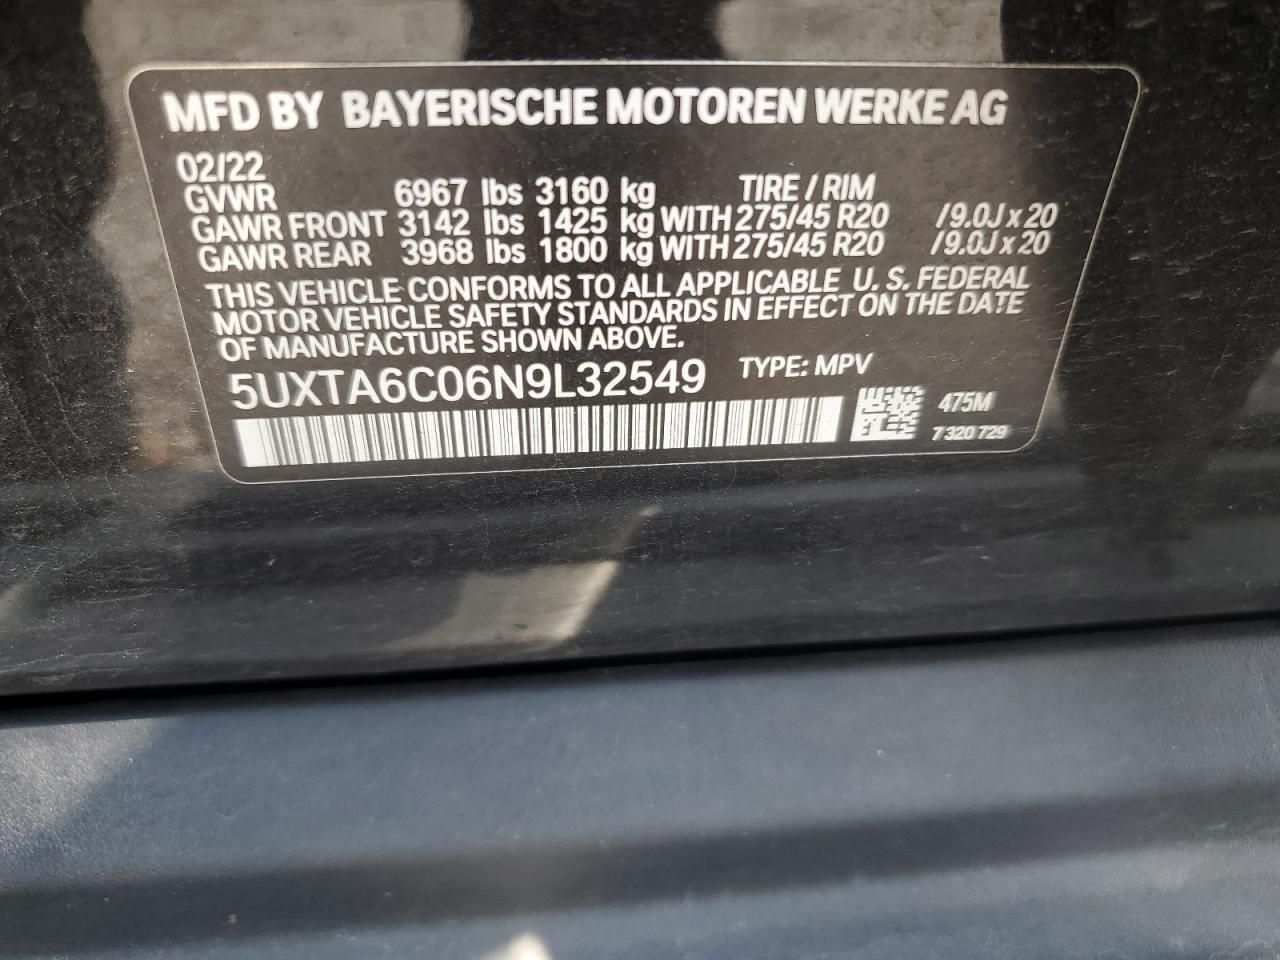 MFD BY BAYERISCHE MOTOREN WERKE AG
02/22
GVWR 6967 lbs 3160 kg TIRE / RIM
GAWR FRONT 3142 lbs 1425 kg WITH 275/45 R20 /9.0J x 20
GAWR REAR 3968 lbs 1800 kg WITH 275/45 R20 /9.0J x 20
THIS VEHICLE CONFORMS TO ALL APPLICABLE U. S. FEDERAL
MOTOR VEHICLE SAFETY STANDARDS IN EFFECT ON THE DATE
OF MANUFACTURE SHOWN ABOVE.
5UXTA6C06N9L32549 TYPE: MPV
475M
7 320 729